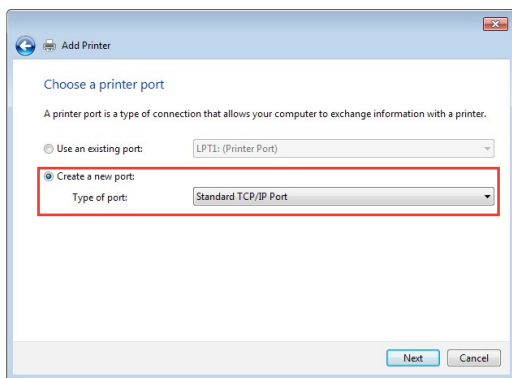 Add Printer
Choose a printer port
A printer port is a type of connection that allows your computer to exchange information with a printer.
Use an existing port: LPT1: (Printer Port)
Create a new port:
Type of port: Standard TCP/IP Port
Next Cancel